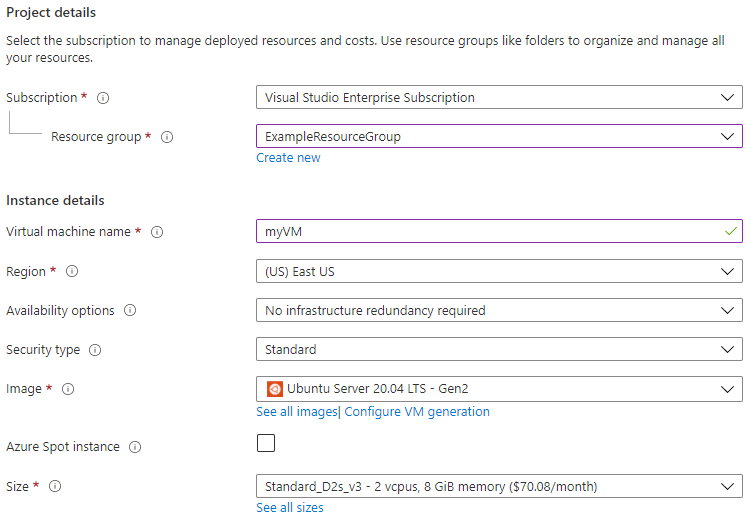 Project details
Select the subscription to manage deployed resources and costs. Use resource groups like folders to organize and manage all
your resources.
Subscription *
Visual Studio Enterprise Subscription
Resource group *
ExampleResourceGroup
Create new
Instance details
Virtual machine name *
myVM
Region *
(US) East US
Availability options
No infrastructure redundancy required
Security type
Standard
Image *
Ubuntu Server 20.04 LTS - Gen2
See all images| Configure VM generation
Azure Spot instance
Size *
Standard_D2s_v3 - 2 vcpus, 8 GiB memory ($70.08/month)
See all sizes